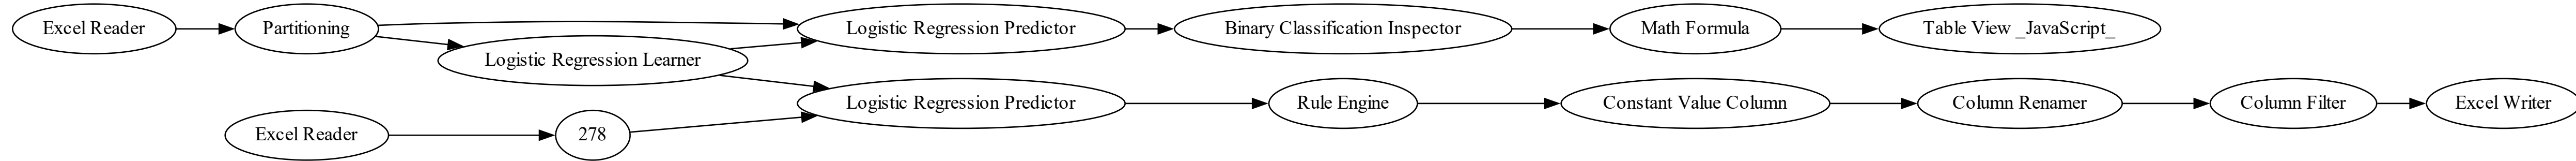 Excel Reader
Partitioning
Logistic Regression Predictor
Binary Classification Inspector
Math Formula
Table View _JavaScript_
Logistic Regression Learner
Logistic Regression Predictor
Rule Engine
Constant Value Column
Column Renamer
Column Filter
Excel Writer
Excel Reader
278